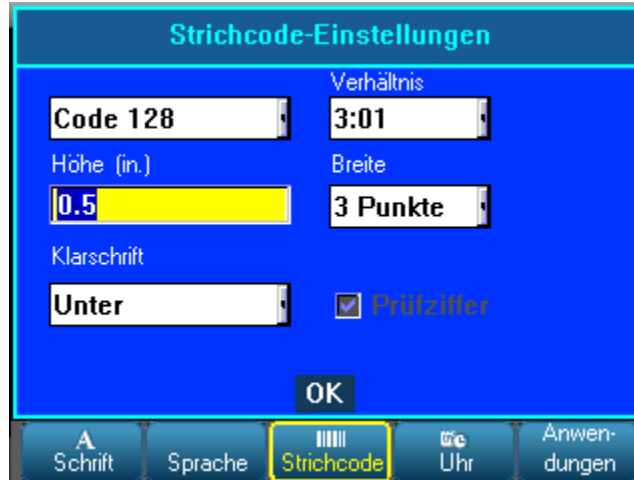 Strichcode-Einstellungen
Verhältnis
Code 128
3:01
Höhe (in.)
Breite
0.5
3 Punkte
Klarschrift
Unter
Prüfziffer
OK
A
Schrift
Sprache
Strichcode
Uhr
Anwen-
dungen